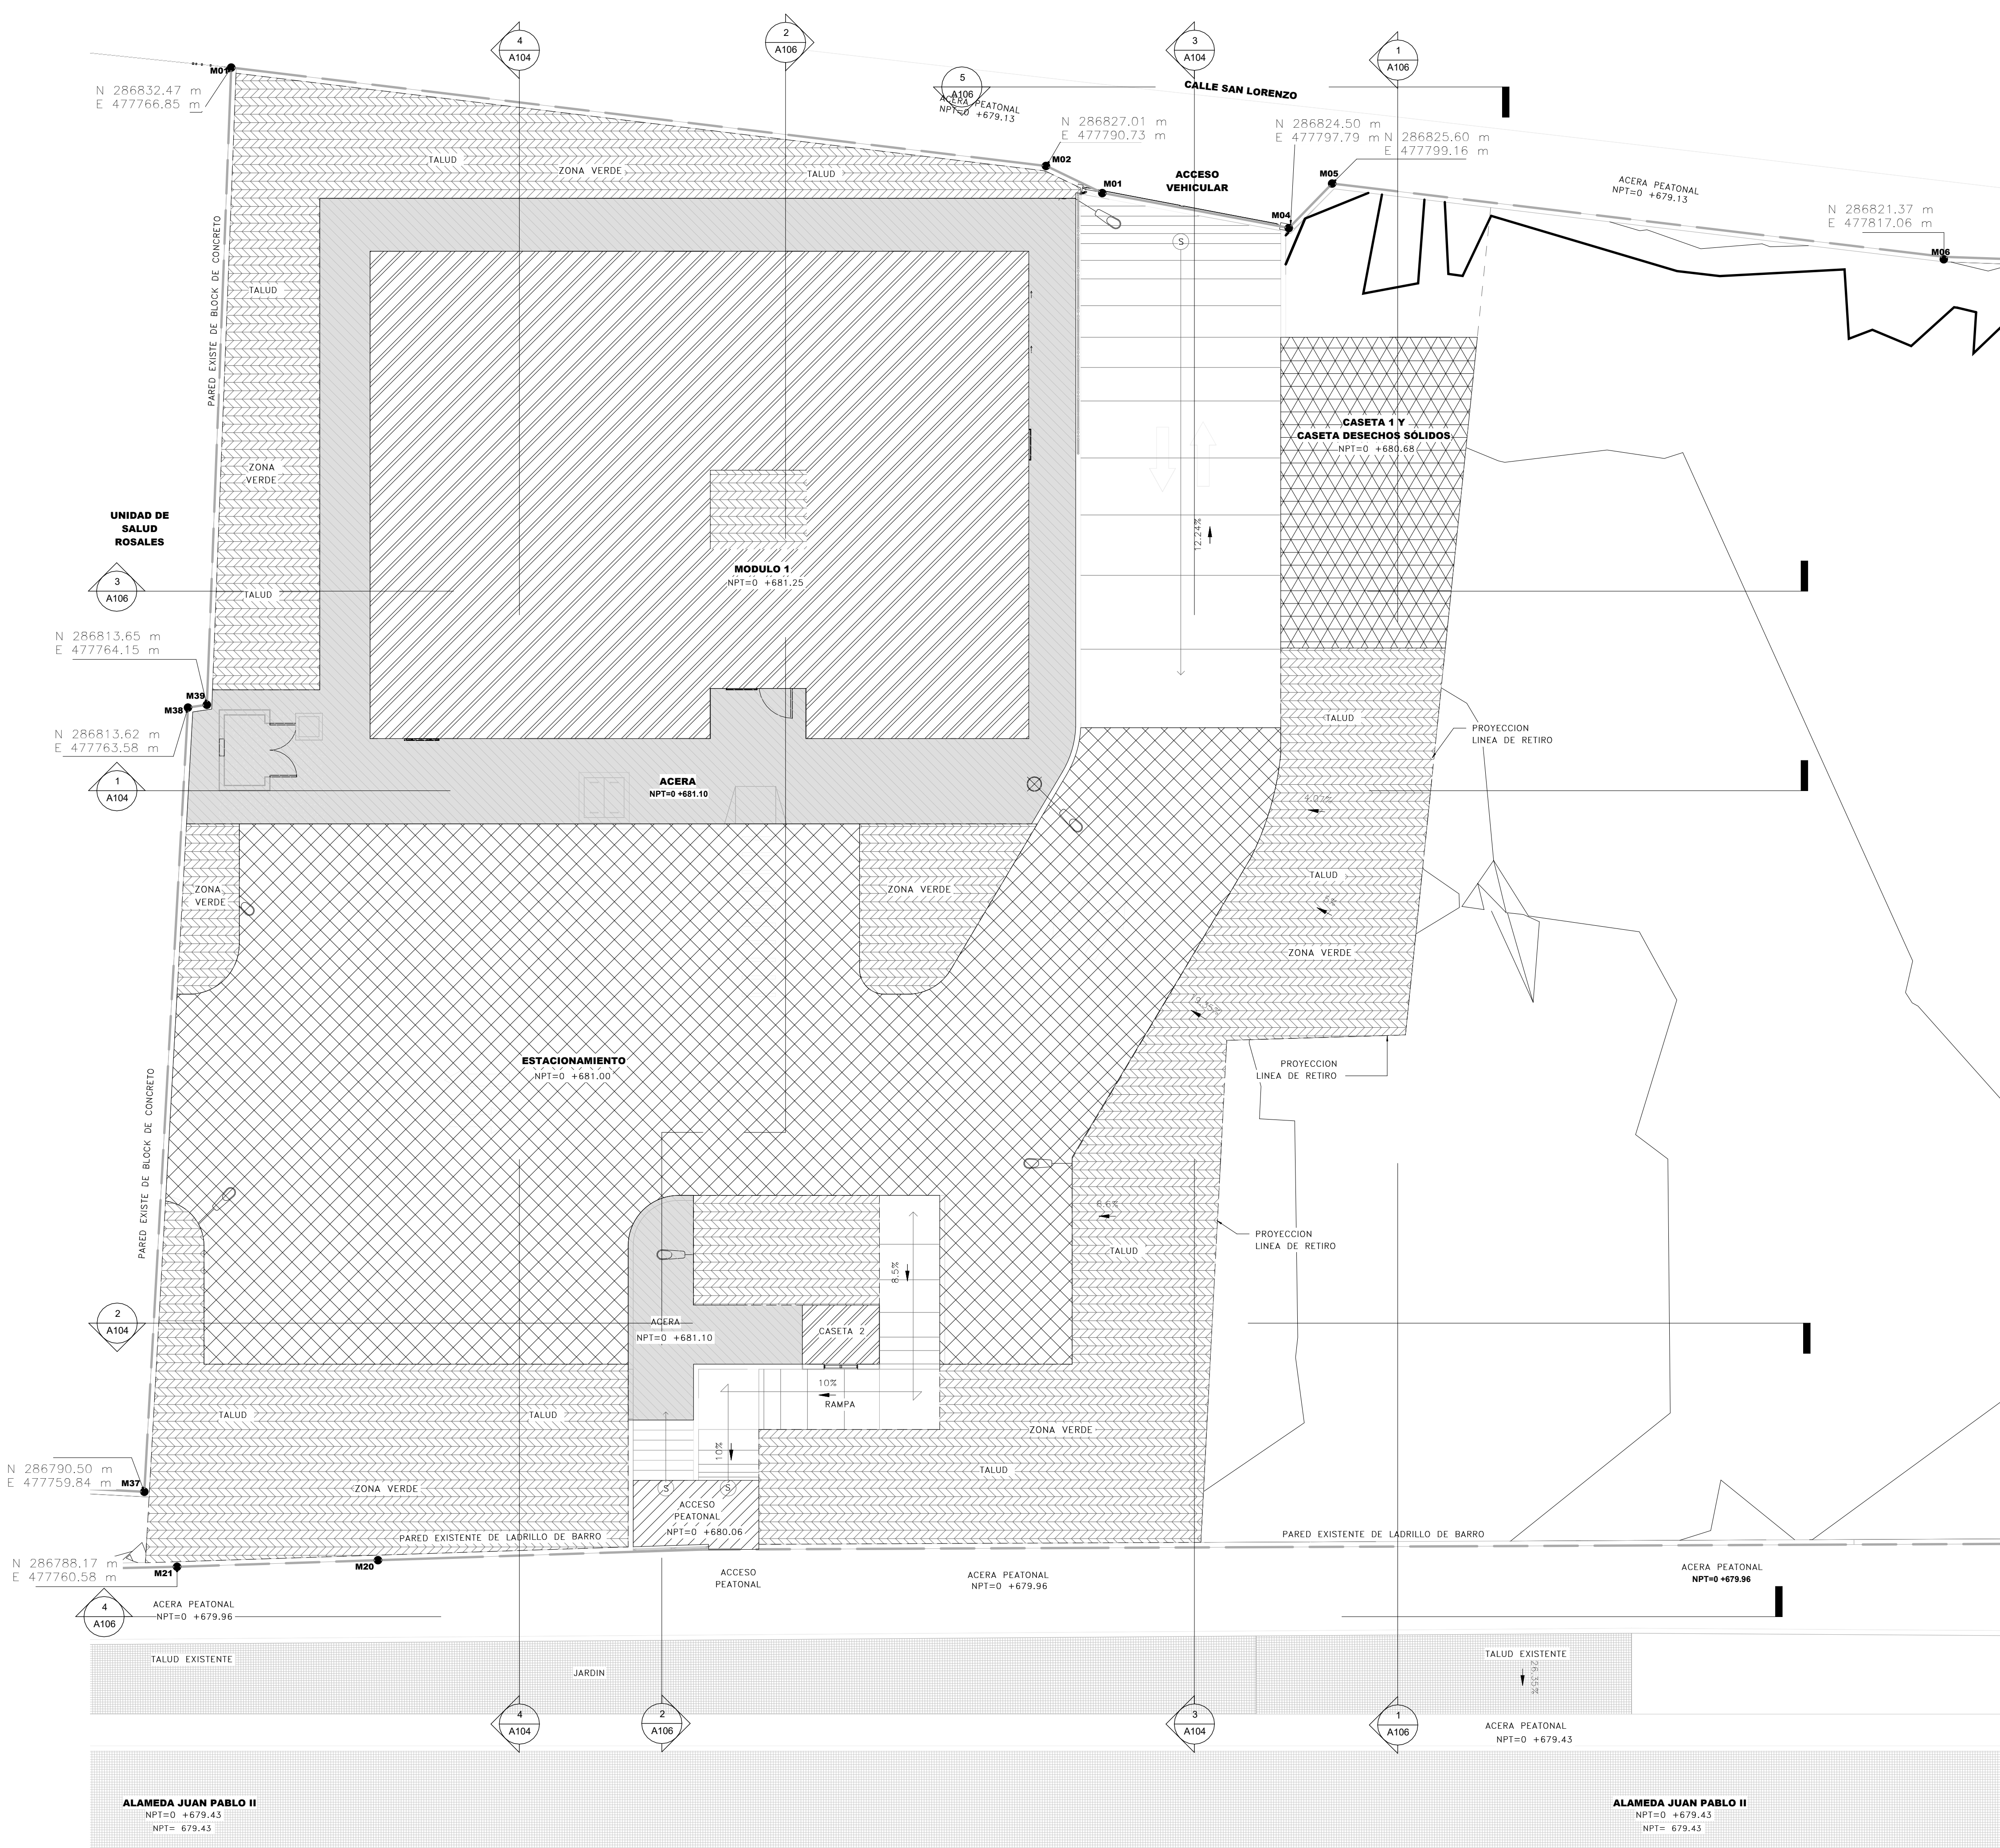 4
A104
2
A106
3
A104
1
A106
5
A106
CALLE SAN LORENZO
M01
N 286832.47 m
E 477766.85 m
ACERA PEATONAL
NPT=0 +679.13
N 286827.01 m
E 477790.73 m
N 286824.50 m
E 477797.79 m
N 286825.60 m
E 477799.16 m
M02
M01
ACCESO
VEHICULAR
M05
M04
ACERA PEATONAL
NPT=0 +679.13
N 286821.37 m
E 477817.06 m
M06
TALUD
ZONA VERDE
TALUD
S
PARED EXISTE DE BLOCK DE CONCRETO
TALUD
CASETA 1 Y
CASETA DESECHOS SÓLIDOS
NPT=0 +680.68
ZONA
VERDE
UNIDAD DE
SALUD
ROSALES
12.24%
MODULO 1
NPT=0 +681.25
3
A106
TALUD
N 286813.65 m
E 477764.15 m
M39
M38
N 286813.62 m
E 477763.58 m
TALUD
PROYECCION
LINEA DE RETIRO
1
A104
ACERA
NPT=0 +681.10
TALUD
ZONA
VERDE
ZONA VERDE
ZONA VERDE
19.35%
ESTACIONAMIENTO
NPT=0 +681.00
PROYECCION
LINEA DE RETIRO
PARED EXISTE DE BLOCK DE CONCRETO
6.6%
PROYECCION
LINEA DE RETIRO
TALUD
8.5%
2
A104
ACERA
NPT=0 +681.10
CASETA 2
10%
RAMPA
TALUD
TALUD
ZONA VERDE
10%
N 286790.50 m
E 477759.84 m
M37
TALUD
ZONA VERDE
S
S
ACCESO
PEATONAL
NPT=0 +680.06
PARED EXISTENTE DE LADRILLO DE BARRO
PARED EXISTENTE DE LADRILLO DE BARRO
N 286788.17 m
E 477760.58 m
M21
M20
ACCESO
PEATONAL
ACERA PEATONAL
NPT=0 +679.96
ACERA PEATONAL
NPT=0 +679.96
4
A106
ACERA PEATONAL
NPT=0 +679.96
TALUD EXISTENTE
JARDIN
TALUD EXISTENTE
26.35%
4
A104
2
A106
3
A104
1
A106
ACERA PEATONAL
NPT=0 +679.43
ALAMEDA JUAN PABLO II
NPT=0 +679.43
NPT= 679.43
ALAMEDA JUAN PABLO II
NPT=0 +679.43
NPT= 679.43